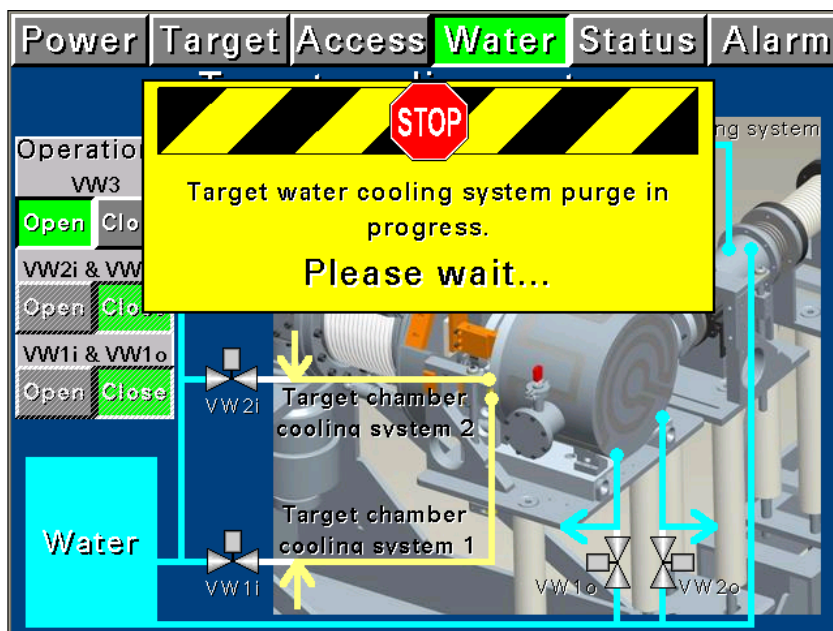 Power Target Access Water Status Alarm
STOP
Target water cooling system purge in
progress.
Please wait...
ng system
Operation
VW3
Open Clo
VW2i & VW
Open Close
VW1i & VW1o
Open Close
VW2i
Target chamber
cooling system 2
Water
Target chamber
cooling system 1
VW1i
VW1o
VW2o